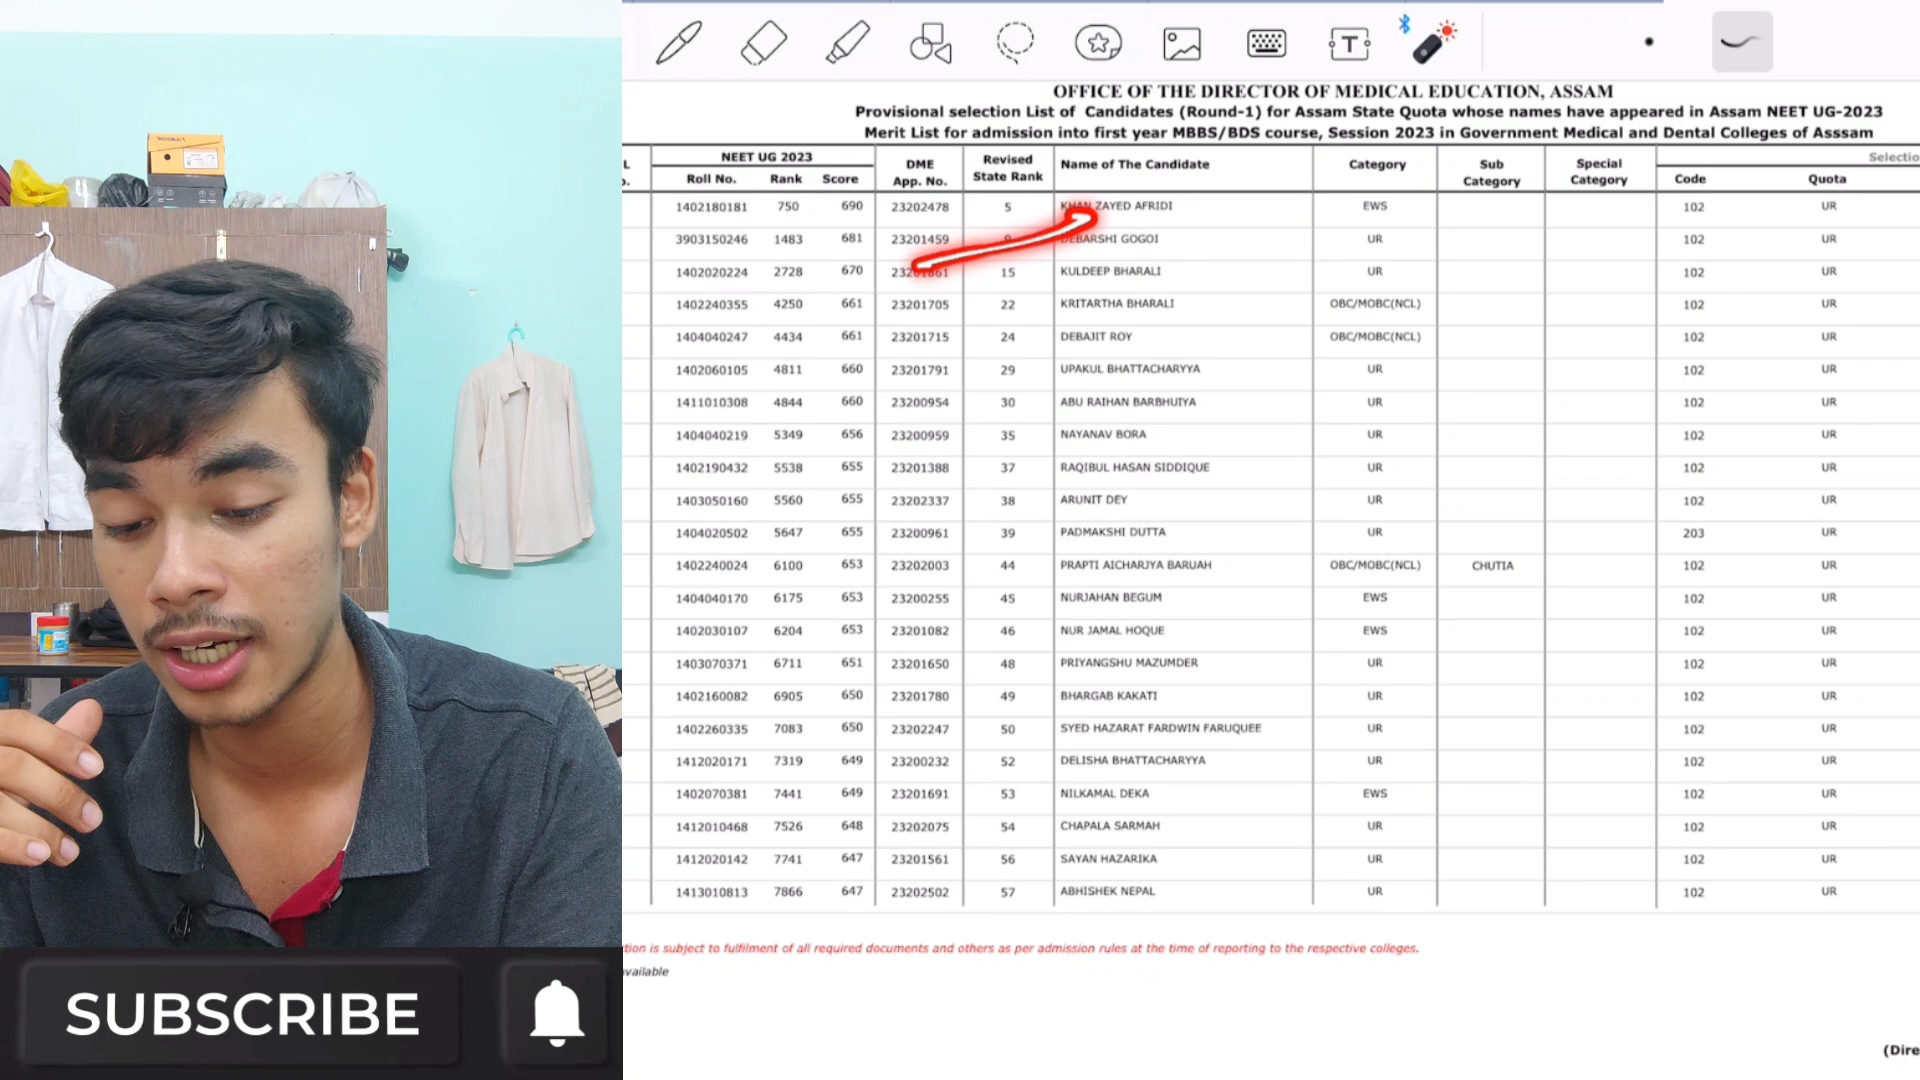 OFFICE OF THE DIRECTOR OF MEDICAL EDUCATION, ASSAM
Provisional selection List of Candidates (Round-1) for Assam State Quota whose names have appeared in Assam NEET UG-2023
Merit List for admission into first year MBBS/BDS course, Session 2023 in Government Medical and Dental Colleges of Asssam
NEET UG 2023 DME App. No. Revised State Rank Name of The Candidate Category Sub Category Special Category Selectio
Roll No. Rank Score Code Quota
1402180181 750 690 23202478 5 KHAN ZAYED AFRIDI EWS 102 UR
3903150246 1483 681 23201459 9 DEBARSHI GOGOI UR 102 UR
1402020224 2728 670 15 KULDEEP BHARALI UR 102 UR
1402240355 4250 661 23201705 22 KRITARTHA BHARALI OBC/MOBC(NCL) 102 UR
1404040247 4434 661 23201715 24 DEBAJIT ROY OBC/MOBC(NCL) 102 UR
1402060105 4811 660 23201791 29 UPAKUL BHATTACHARYYA UR 102 UR
1411010308 4844 660 23200954 30 ABU RAIHAN BARBHUIYA UR 102 UR
1404040219 5349 656 23200959 35 NAYANAV BORA UR 102 UR
1402190432 5538 655 23201388 37 RAQIBUL HASAN SIDDIQUE UR 102 UR
1403050160 5560 655 23202337 38 ARUNIT DEY UR 102 UR
1404020502 5647 655 23200961 39 PADMAKSHI DUTTA UR 203 UR
1402240024 6100 653 23202003 44 PRAPTI AICHARJYA BARUAH OBC/MOBC(NCL) CHUTIA 102 UR
1404040170 6175 653 23200255 45 NURJAHAN BEGUM EWS 102 UR
1402030107 6204 653 23201082 46 NUR JAMAL HOQUE EWS 102 UR
1403070371 6711 651 23201650 48 PRIYANGSHU MAZUMDER UR 102 UR
1402160082 6905 650 23201780 49 BHARGAB KAKATI UR 102 UR
1402260335 7083 650 23202247 50 SYED HAZARAT FARDWIN FARUQUEE UR 102 UR
1412020171 7319 649 23200232 52 DELISHA BHATTACHARYYA UR 102 UR
1402070381 7441 649 23201691 53 NILKAMAL DEKA EWS 102 UR
1412010468 7526 648 23202075 54 CHAPALA SARMAH UR 102 UR
1412020142 7741 647 23201561 56 SAYAN HAZARIKA UR 102 UR
1413010813 7866 647 23202502 57 ABHISHEK NEPAL UR 102 UR
tion is subject to fulfilment of all required documents and others as per admission rules at the time of reporting to the respective colleges.
vailable
(Dire
SUBSCRIBE